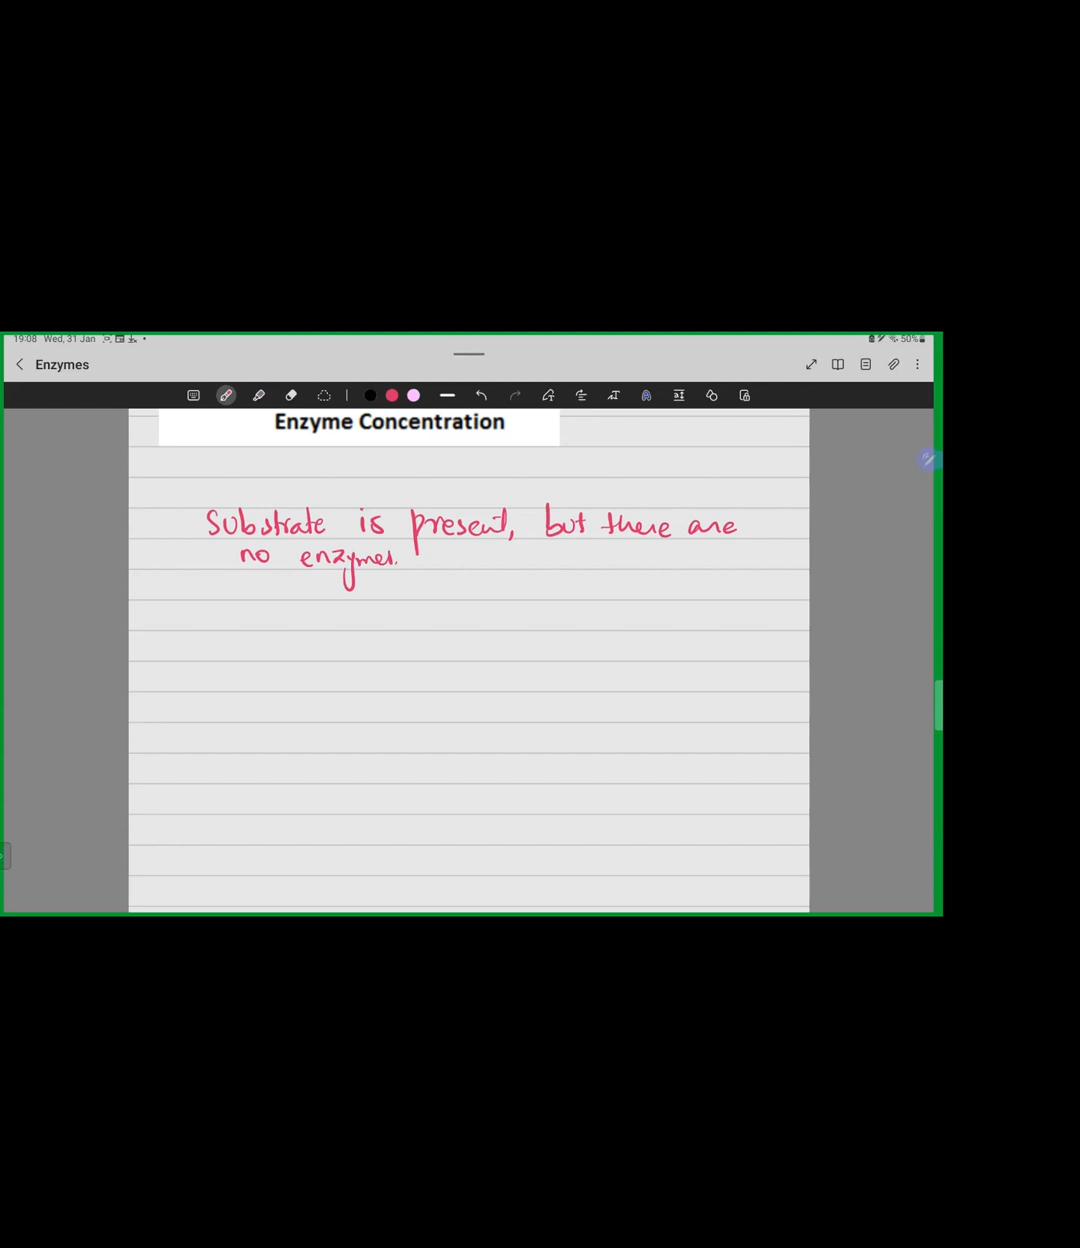 19:08 Wed, 31 Jan
50%
Enzymes
Enzyme Concentration
Substrate is present, but there are
no enzymes.